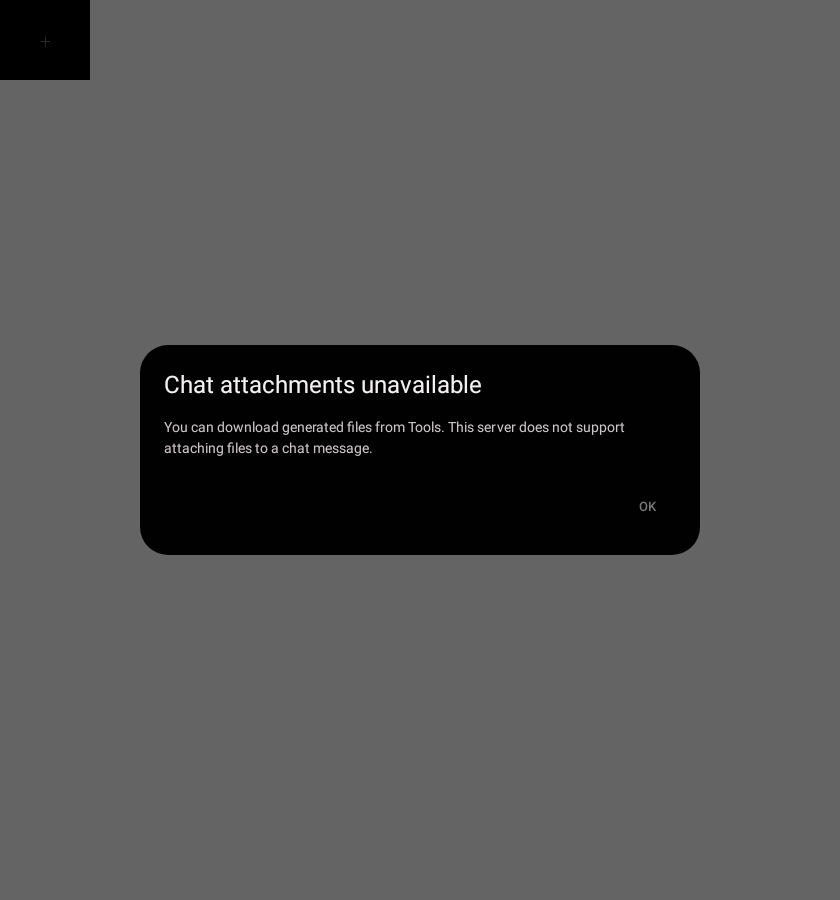 Chat attachments unavailable
You can download generated files from Tools. This server does not support
attaching files to a chat message.
OK